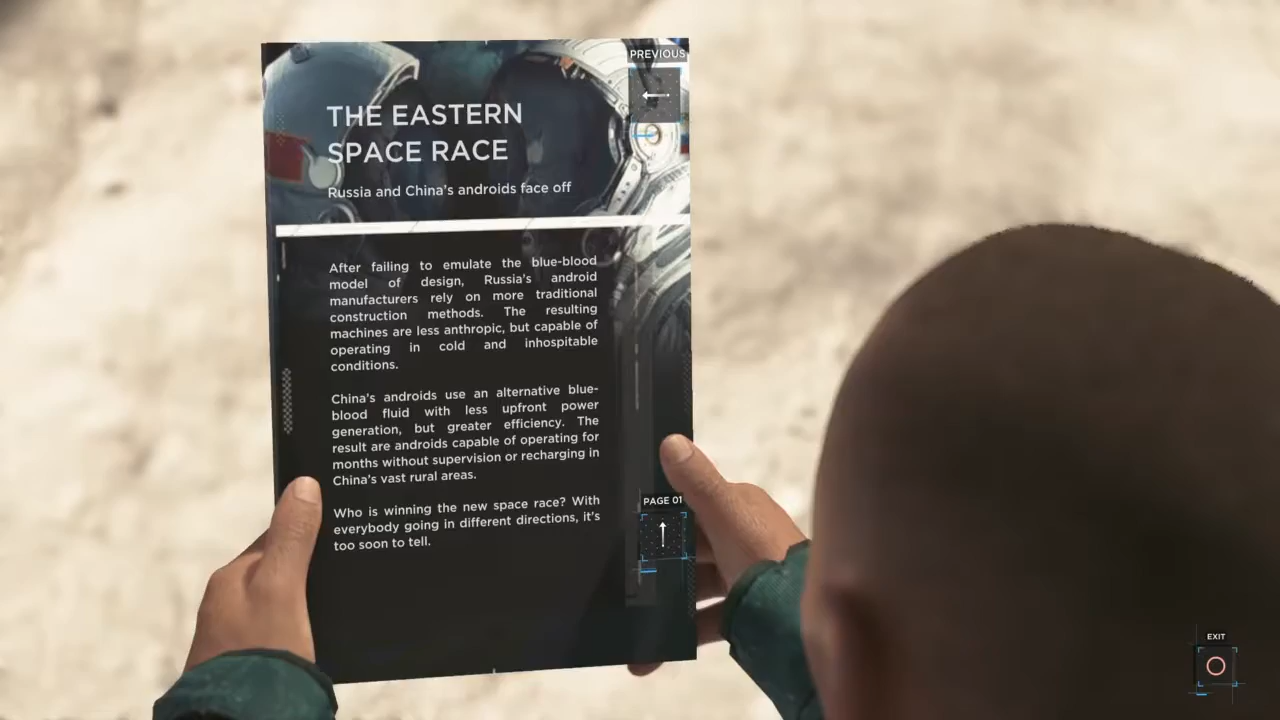 PREVIOUS
THE EASTERN
SPACE RACE
Russia and China's androids face off
After failing to emulate the blue-blood
model of design, Russia's android
manufacturers rely on more traditional
construction methods. The resulting
machines are less anthropic, but capable of
operating in cold and inhospitable
conditions.
China's androids use an alternative blue-
blood fluid with less upfront power
generation, but greater efficiency. The
result are androids capable of operating for
months without supervision or recharging in
China's vast rural areas.
Who is winning the new space race? With
everybody going in different directions, it's
too soon to tell.
PAGE 01
EXIT